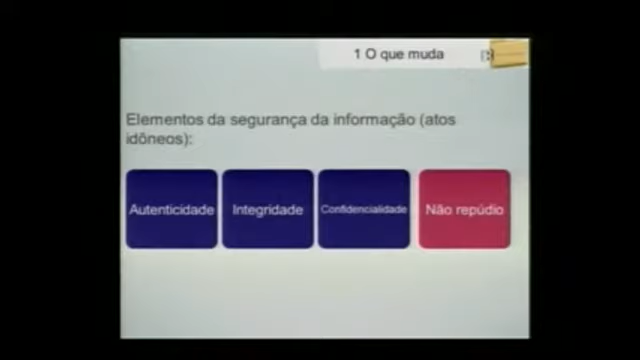 1 O que muda
Elementos da segurança da informação (atos
idôneos):
Autenticidade
Integridade
Confidencialidade
Não repúdio